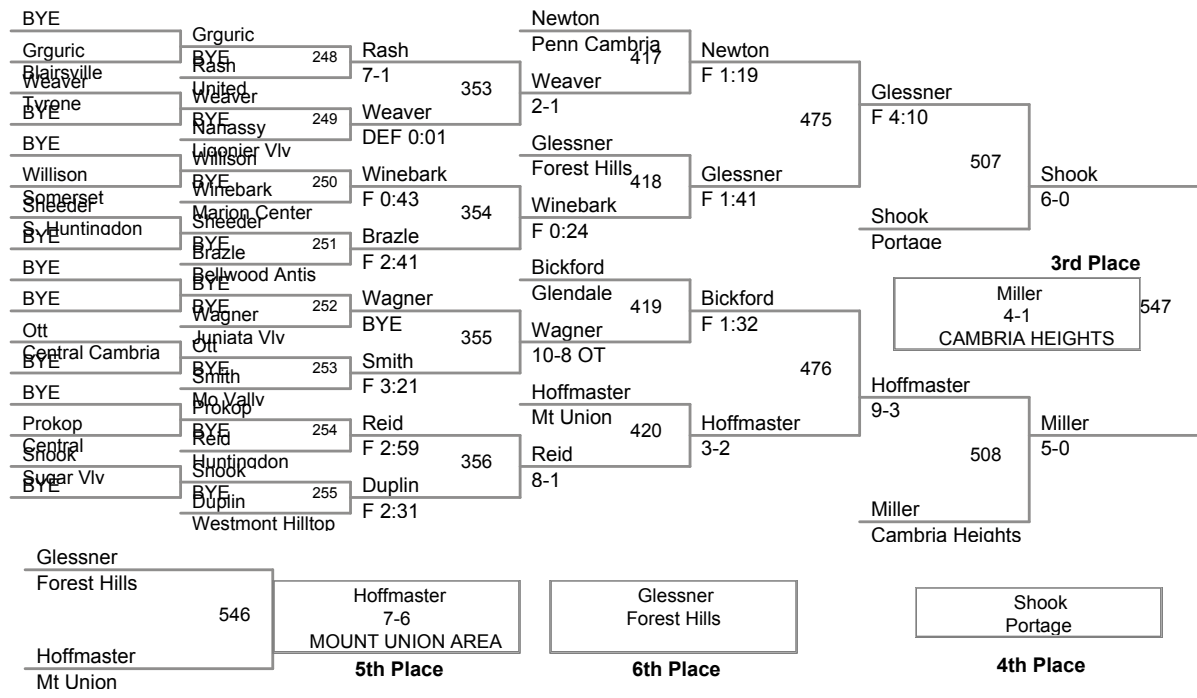 BYE
Grguric
Blairsville
Weaver
Tyrone
BYE
BYE
Willison
Somerset
Sheeder
S. Huntingdon
BYE
BYE
BYE
Ott
Central Cambria
BYE
BYE
Prokop
Central
Shook
Sugar Vlv
BYE
Grguric
BYE
248
Rash
United
Weaver
BYE
249
Nanassy
Ligonier Vlv
Willison
BYE
250
Winebark
Marion Center
Sheeder
BYE
251
Brazle
Bellwood Antis
BYE
252
Wagner
Juniata Vlv
Ott
BYE
253
Smith
Mo Vally
Prokop
BYE
254
Reid
Huntingdon
Shook
BYE
255
Duplin
Westmont Hilltop
Rash
7-1
353
Weaver
DEF 0:01
Winebark
F 0:43
354
Brazle
F 2:41
Wagner
BYE
355
Smith
F 3:21
Reid
F 2:59
356
Duplin
F 2:31
Newton
Penn Cambria
417
Weaver
2-1
Glessner
Forest Hills
418
Winebark
F 0:24
Bickford
Glendale
419
Wagner
10-8 OT
Hoffmaster
Mt Union
420
Reid
8-1
Newton
F 1:19
475
Glessner
F 1:41
Bickford
F 1:32
476
Hoffmaster
3-2
Glessner
F 4:10
507
Shook
Portage
Hoffmaster
9-3
508
Miller
Cambria Heights
Shook
6-0
3rd Place
Miller
4-1
CAMBRIA HEIGHTS
547
Miller
5-0
Glessner
Forest Hills
546
Hoffmaster
Mt Union
Hoffmaster
7-6
MOUNT UNION AREA
5th Place
Glessner
Forest Hills
6th Place
Shook
Portage
4th Place